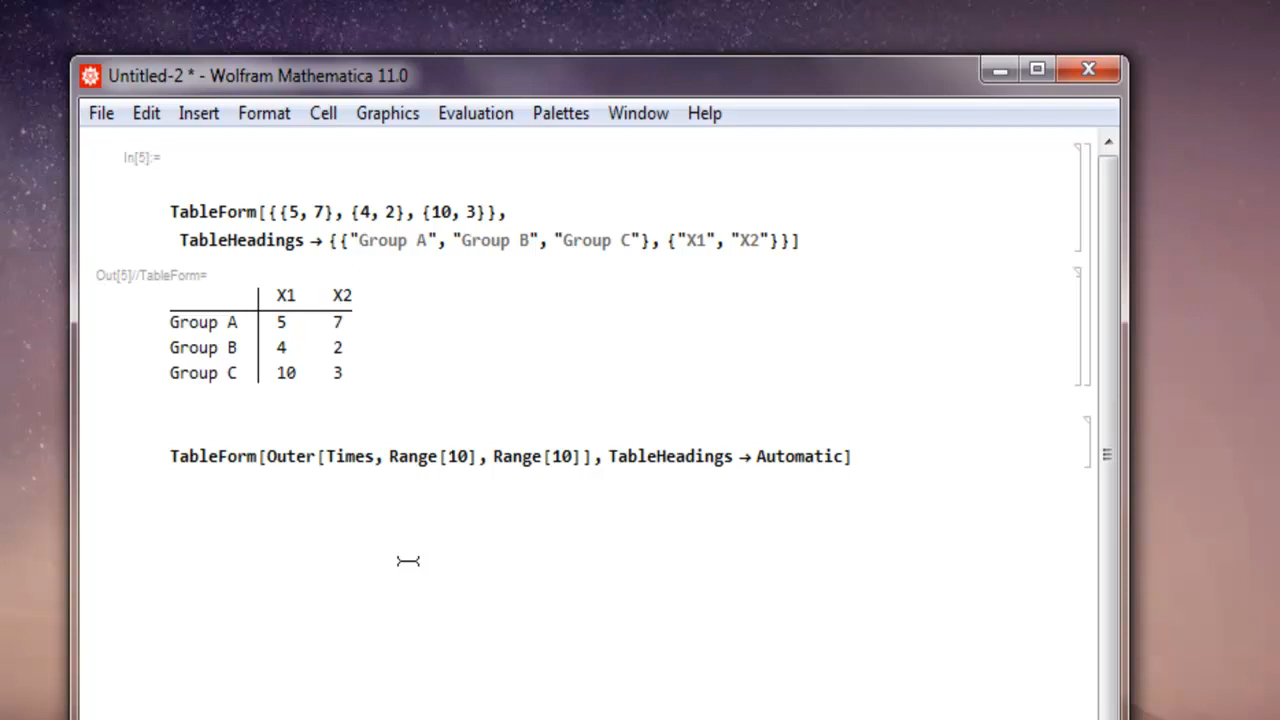 Untitled-2 * - Wolfram Mathematica 11.0
File Edit Insert Format Cell Graphics Evaluation Palettes Window Help
In[5]:=
TableForm[{{5, 7}, {4, 2}, {10, 3}},
TableHeadings → {{"Group A", "Group B", "Group C"}, {"X1", "X2"}}]
Out[5]//TableForm=
X1 X2
Group A 5 7
Group B 4 2
Group C 10 3
TableForm[Outer[Times, Range[10], Range[10]], TableHeadings → Automatic]